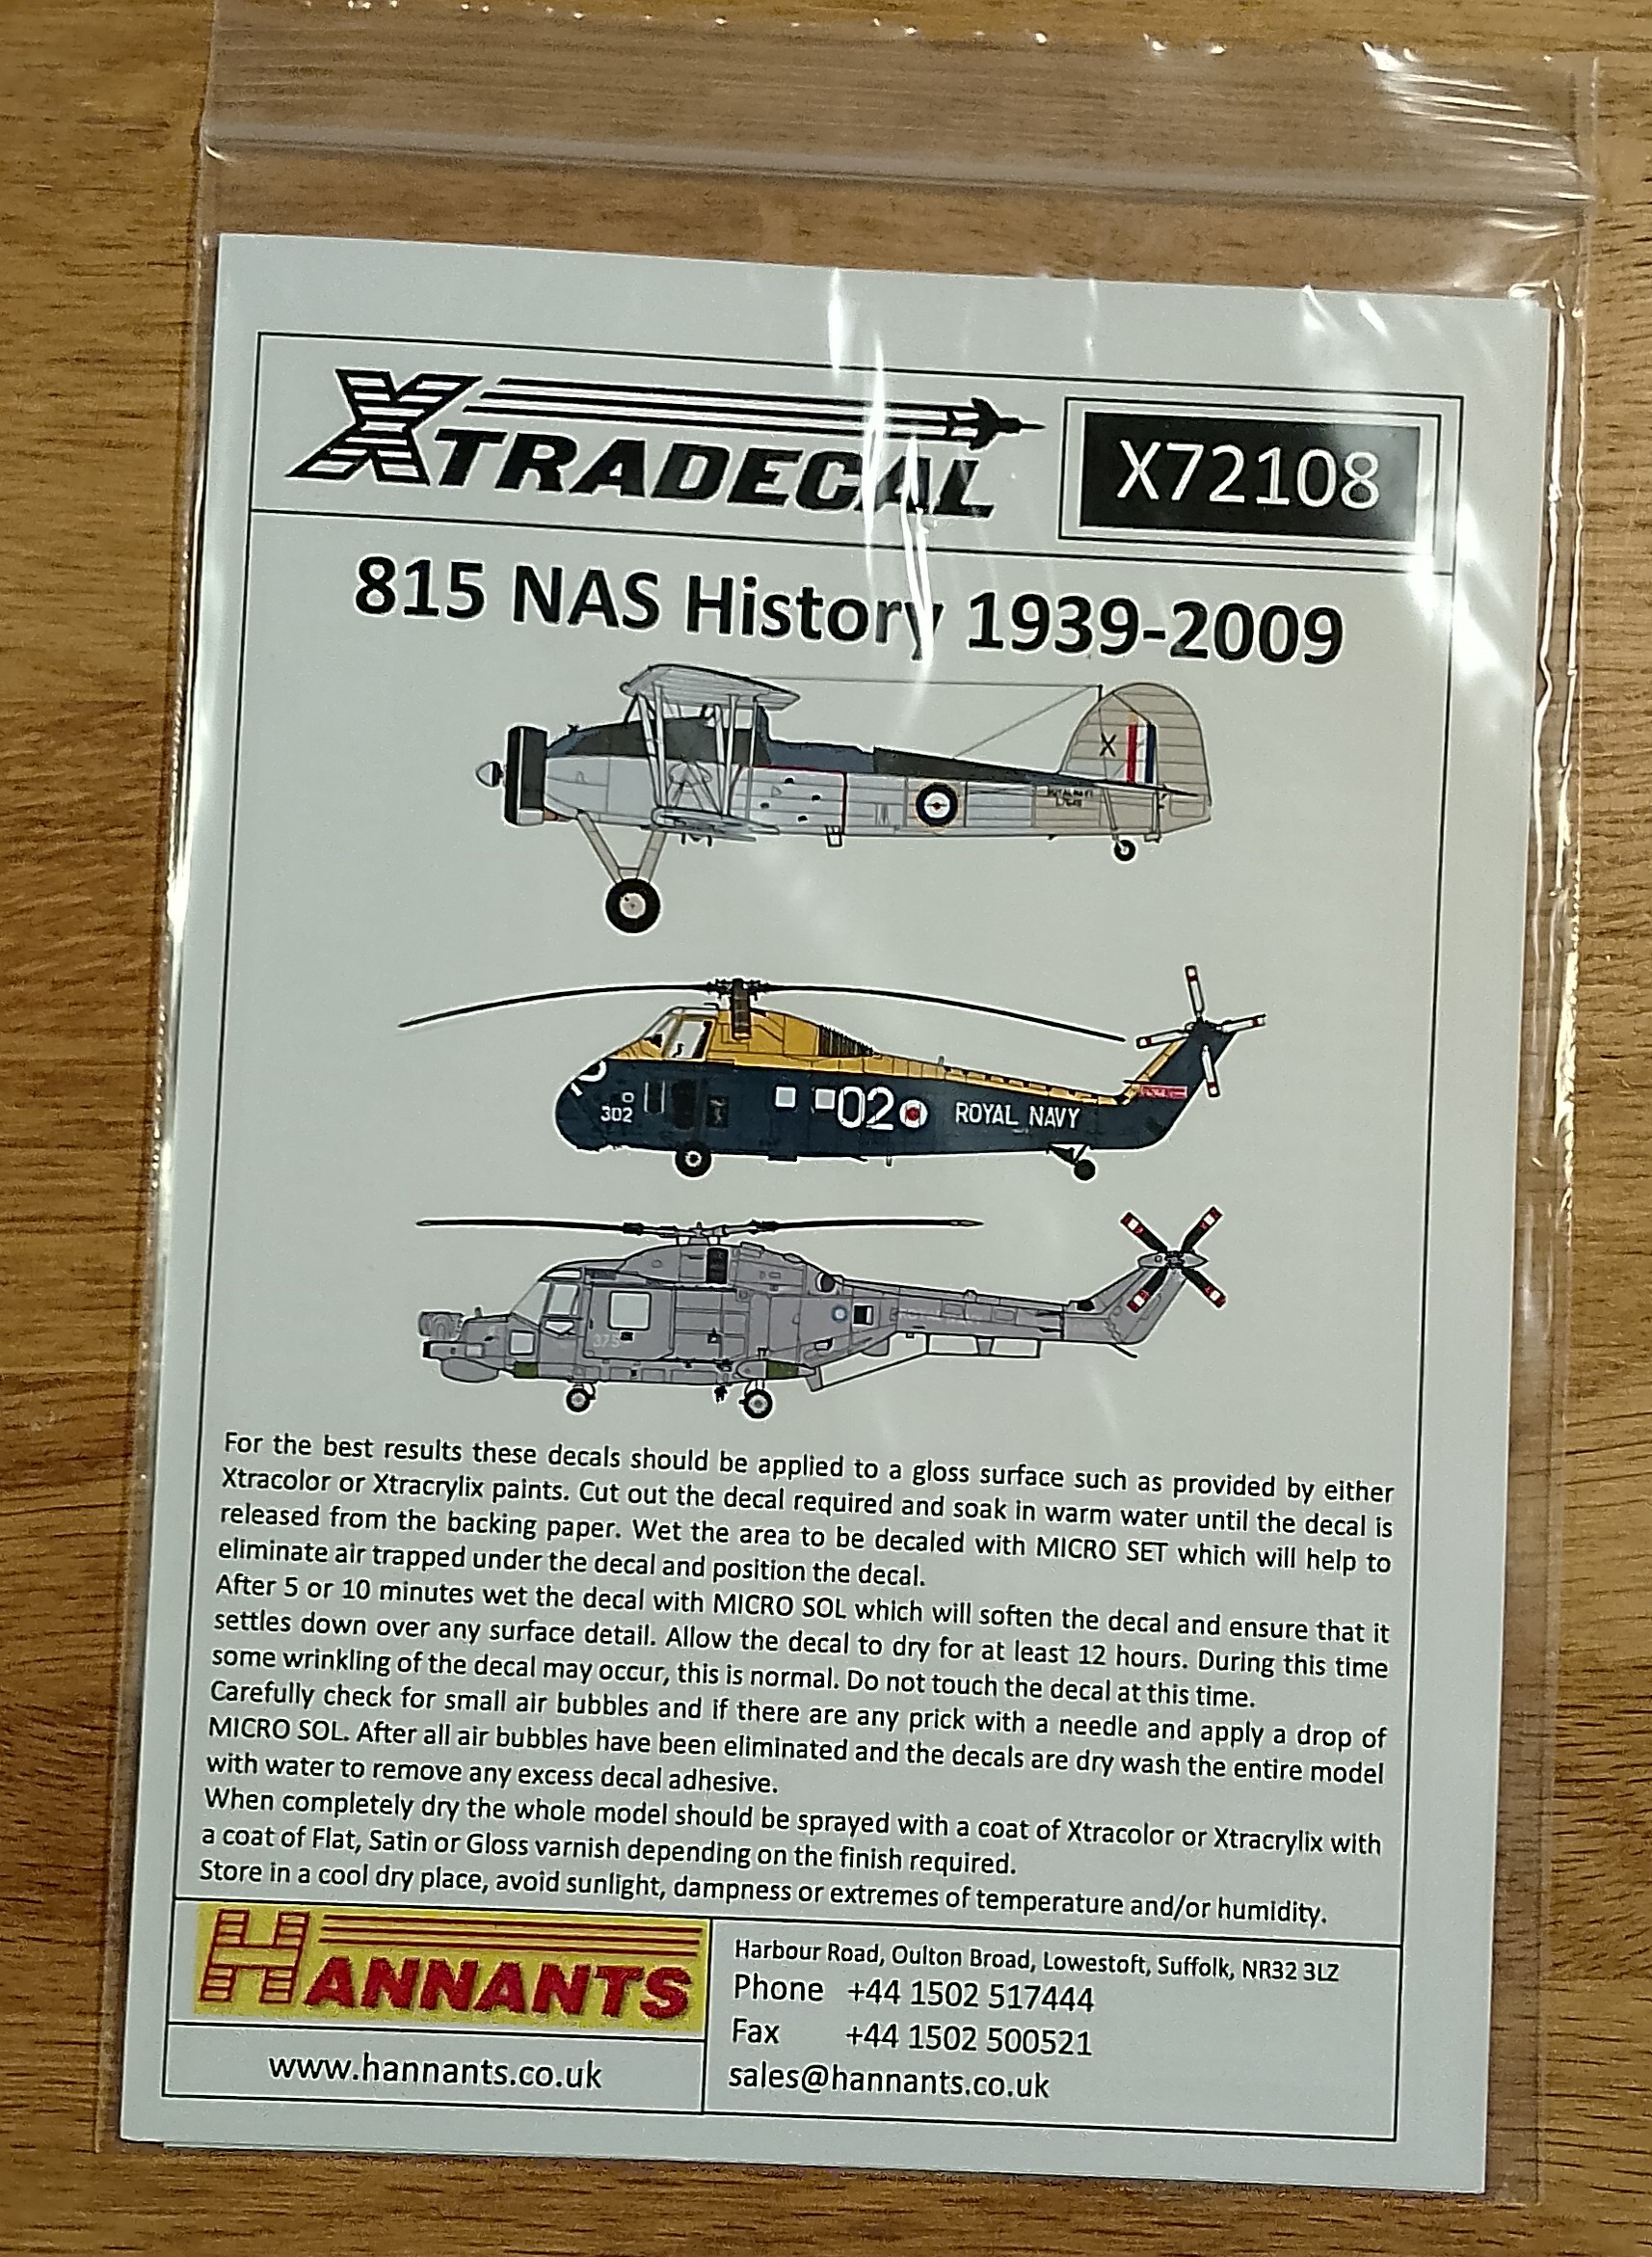 XTRADECAL
X72108
815 NAS History 1939-2009
X
302
02
ROYAL NAVY
375
For the best results these decals should be applied to a gloss surface such as provided by either
Xtracolor or Xtracrylix paints. Cut out the decal required and soak in warm water until the decal is
released from the backing paper. Wet the area to be decaled with MICRO SET which will help to
eliminate air trapped under the decal and position the decal.
After 5 or 10 minutes wet the decal with MICRO SOL which will soften the decal and ensure that it
settles down over any surface detail. Allow the decal to dry for at least 12 hours. During this time
some wrinkling of the decal may occur, this is normal. Do not touch the decal at this time.
Carefully check for small air bubbles and if there are any prick with a needle and apply a drop of
MICRO SOL. After all air bubbles have been eliminated and the decals are dry wash the entire model
with water to remove any excess decal adhesive.
When completely dry the whole model should be sprayed with a coat of Xtracolor or Xtracrylix with
a coat of Flat, Satin or Gloss varnish depending on the finish required.
Store in a cool dry place, avoid sunlight, dampness or extremes of temperature and/or humidity.
HANNANTS
www.hannants.co.uk
Harbour Road, Oulton Broad, Lowestoft, Suffolk, NR32 3LZ
Phone +44 1502 517444
Fax +44 1502 500521
sales@hannants.co.uk